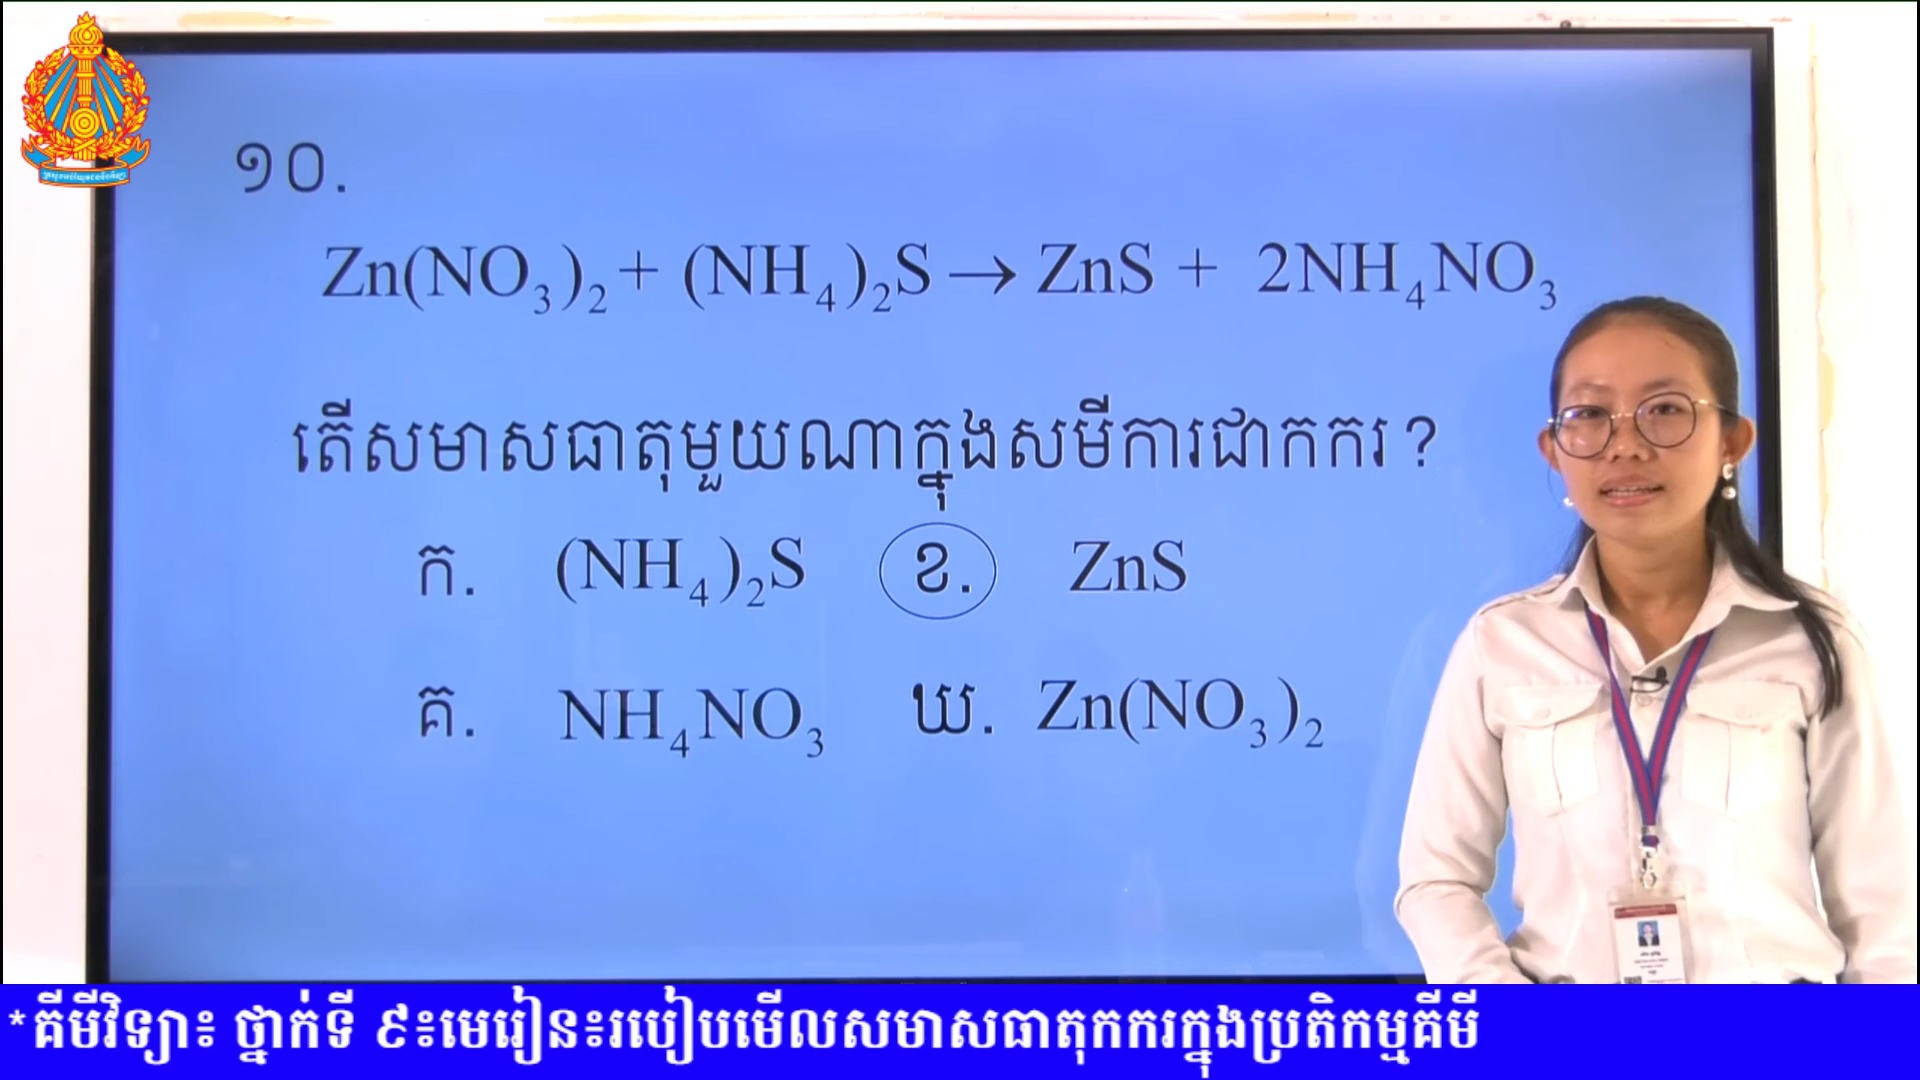 ១០.
Zn(NO₃)₂ + (NH₄)₂S → ZnS + 2NH₄NO₃
តើសមាសធាតុមួយណាក្នុងសមីការជាកករ ?
ក. (NH₄)₂S ខ. ZnS
គ. NH₄NO₃ ឃ. Zn(NO₃)₂
*គីមីវិទ្យា៖ ថ្នាក់ទី ៩៖មេរៀន៖របៀបមើលសមាសធាតុកករក្នុងប្រតិកម្មគីមី